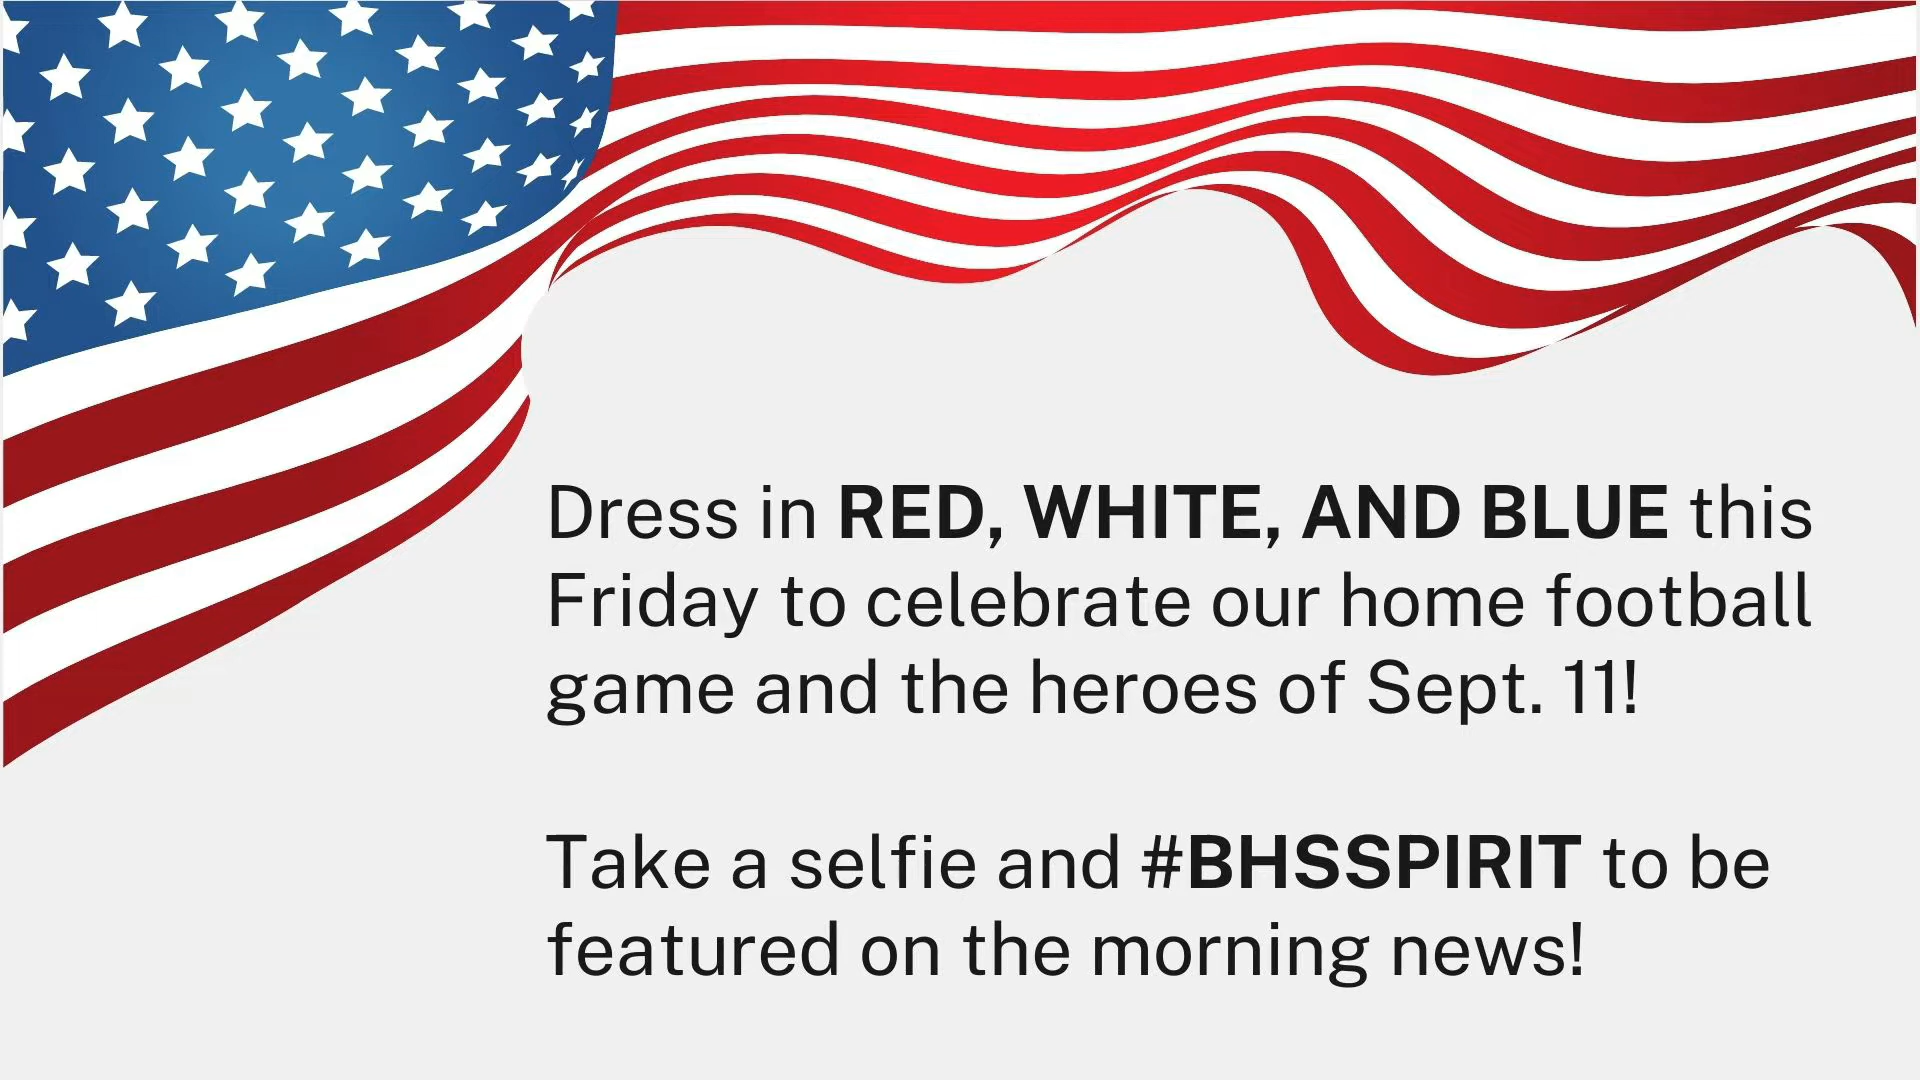 Dress in RED, WHITE, AND BLUE this
Friday to celebrate our home football
game and the heroes of Sept. 11!
Take a selfie and #BHSSPIRIT to be
featured on the morning news!